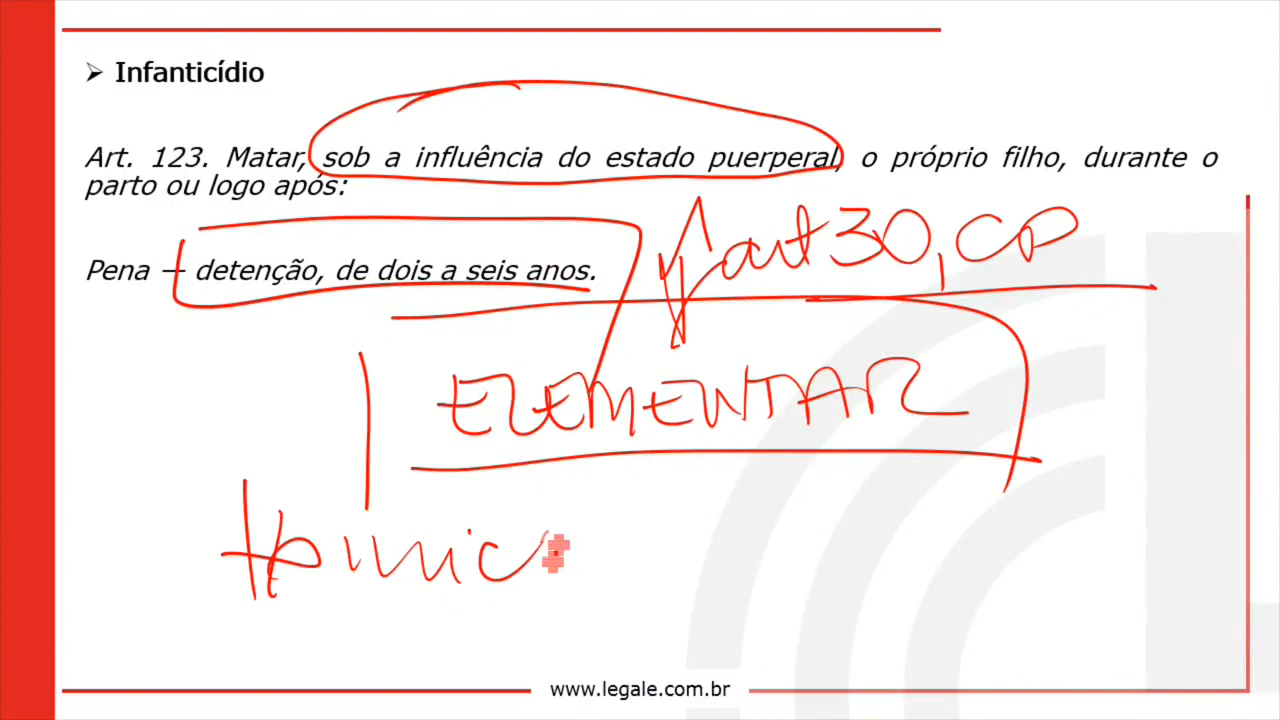 Infanticídio
Art. 123. Matar, sob a influência do estado puerperal, o próprio filho, durante o
parto ou logo após:
art 30, CP
Pena – detenção, de dois a seis anos.
ELEMENTAR
Homic
www.legale.com.br